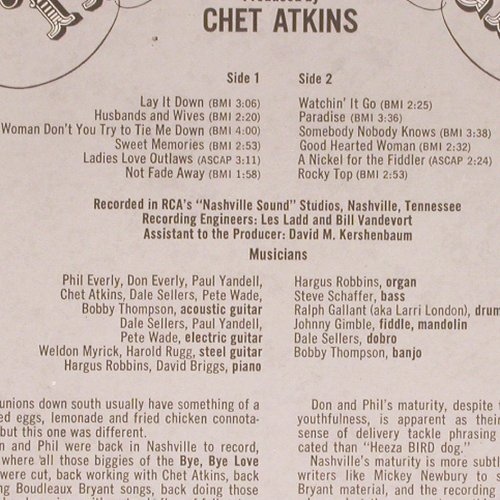 Produced by
CHET ATKINS
Side 1
Lay It Down (BMI 3:06)
Husbands and Wives (BMI 2:20)
Woman Don't You Try to Tie Me Down (BMI 4:00)
Sweet Memories (BMI 2:53)
Ladies Love Outlaws (ASCAP 3:11)
Not Fade Away (BMI 1:58)
Side 2
Watchin' It Go (BMI 2:25)
Paradise (BMI 3:36)
Somebody Nobody Knows (BMI 3:38)
Good Hearted Woman (BMI 2:32)
A Nickel for the Fiddler (ASCAP 2:24)
Rocky Top (BMI 2:53)
Recorded in RCA's "Nashville Sound" Studios, Nashville, Tennessee
Recording Engineers: Les Ladd and Bill Vandevort
Assistant to the Producer: David M. Kershenbaum
Musicians
Phil Everly, Don Everly, Paul Yandell,
Chet Atkins, Dale Sellers, Pete Wade,
Bobby Thompson, acoustic guitar
Dale Sellers, Paul Yandell,
Pete Wade, electric guitar
Weldon Myrick, Harold Rugg, steel guitar
Hargus Robbins, David Briggs, piano
Hargus Robbins, organ
Steve Schaffer, bass
Ralph Gallant (aka Larri London), drum
Johnny Gimble, fiddle, mandolin
Dale Sellers, dobro
Bobby Thompson, banjo
unions down south usually have something of a
ed eggs, lemonade and fried chicken connota-
but this one was different.
n and Phil were back in Nashville to record,
where all those biggies of the Bye, Bye Love
were cut, back working with Chet Atkins, back
ng Boudleaux Bryant songs, back doing those
Don and Phil's maturity, despite
youthfulness, is apparent as their
sense of delivery tackle phrasing
cated than "Heeza BIRD dog."
Nashville's maturity is more subtl
writers like Mickey Newbury to
Bryant material, and the recording